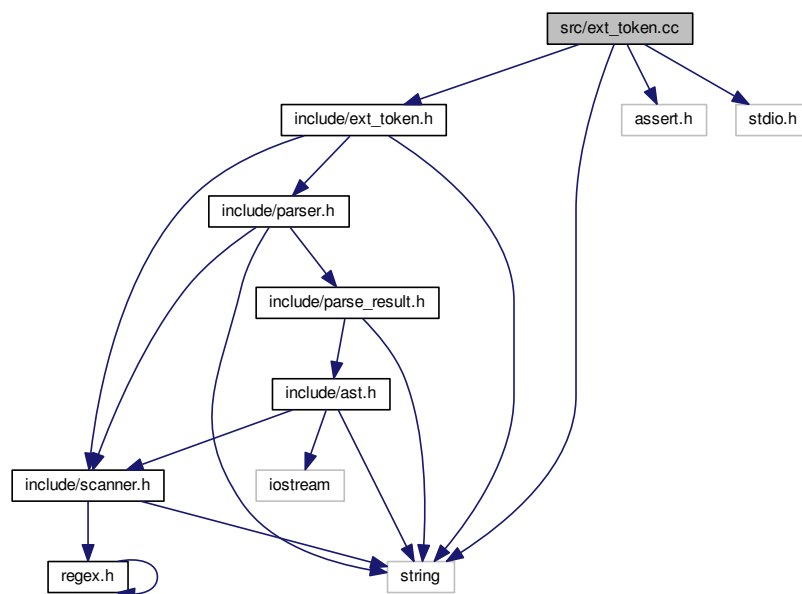 src/ext_token.cc
include/ext_token.h
assert.h
stdio.h
include/parser.h
include/parse_result.h
include/ast.h
include/scanner.h
iostream
regex.h
string